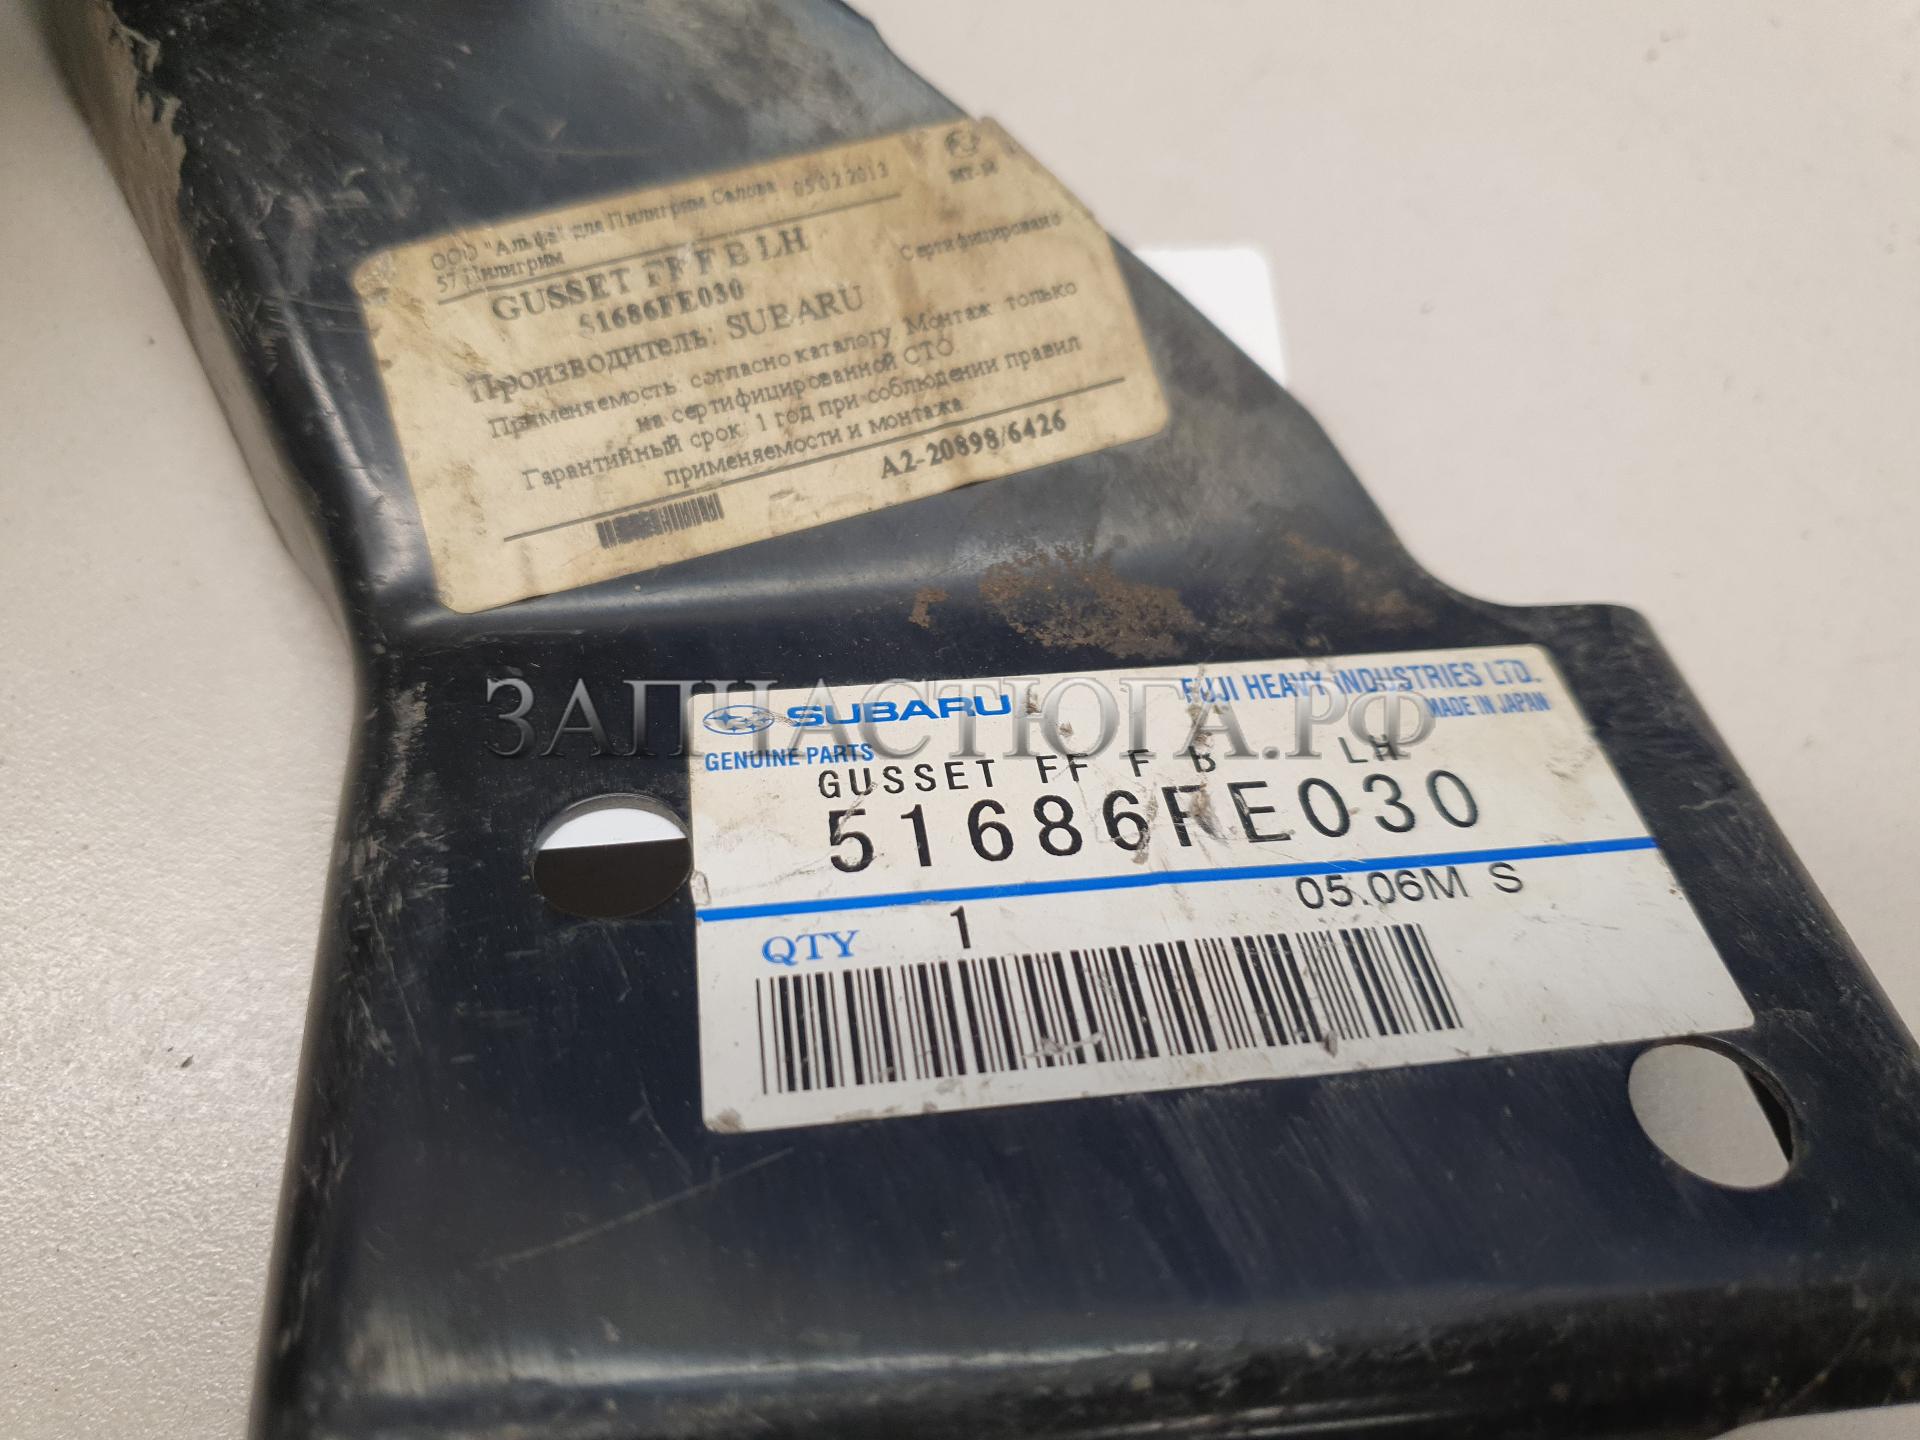 ООО "Альфа" для Пилигрим Салова 05.02.2013
57 Пилигрим
GUSSET FF F B LH
51686FE030
Сертифицировано
Производитель: SUBARU
Применяемость: согласно каталогу. Монтаж: только
на сертифицированной СТО.
Гарантийный срок: 1 год при соблюдении правил
применяемости и монтажа.
A2-20898/6426
ЗАПЧАСТЮГА.РФ
SUBARU
FUJI HEAVY INDUSTRIES LTD.
MADE IN JAPAN
GENUINE PARTS
GUSSET FF F B LH
51686FE030
05.06M S
QTY 1